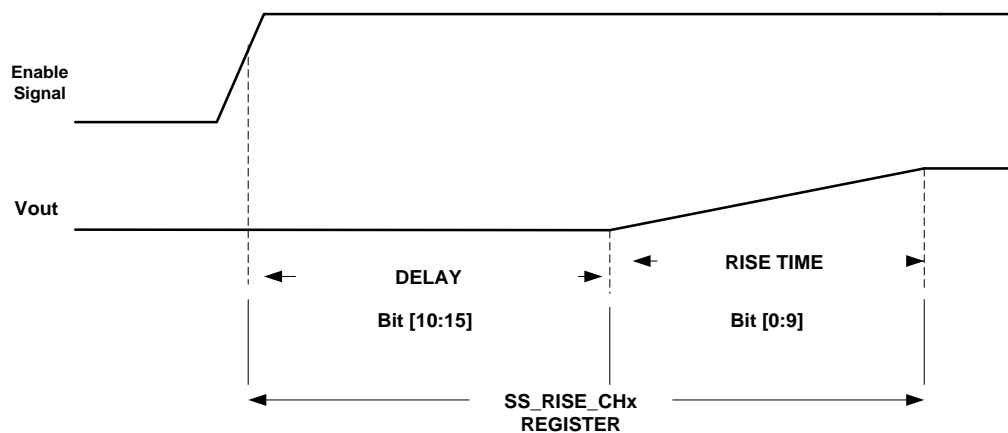 Enable
Signal
Vout
DELAY
RISE TIME
Bit [10:15]
Bit [0:9]
SS_RISE_CHx
REGISTER